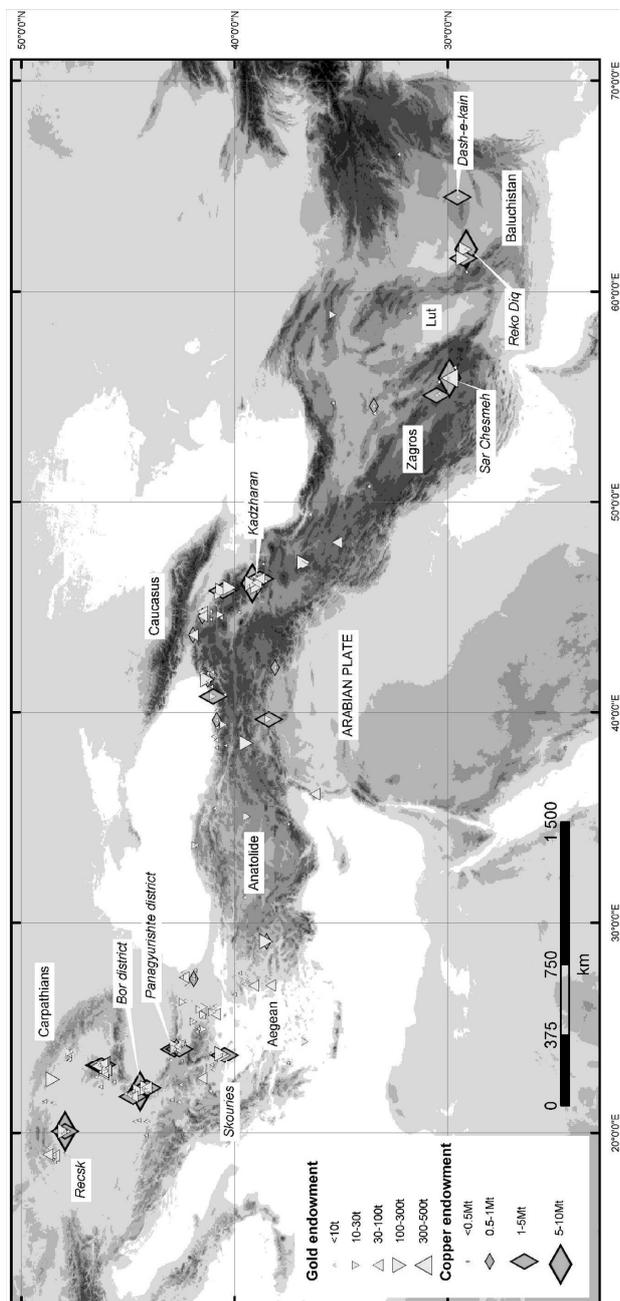 50°0'0"N
40°0'0"N
30°0'0"N
20°0'0"E
30°0'0"E
40°0'0"E
50°0'0"E
60°0'0"E
70°0'0"E
Carpathians
Recsk
Bor district
Panagyurishte district
Skouries
Aegean
Anatolide
Caucasus
Kadzharan
ARABIAN PLATE
Zagros
Sar Chesmeh
Lut
Reko Diq
Dash-e-kain
Baluchistan
Gold endowment
<10t
10-30t
30-100t
100-300t
300-500t
Copper endowment
<0.5Mt
0.5-1Mt
1-5Mt
5-10Mt
0 375 750 1 500
km